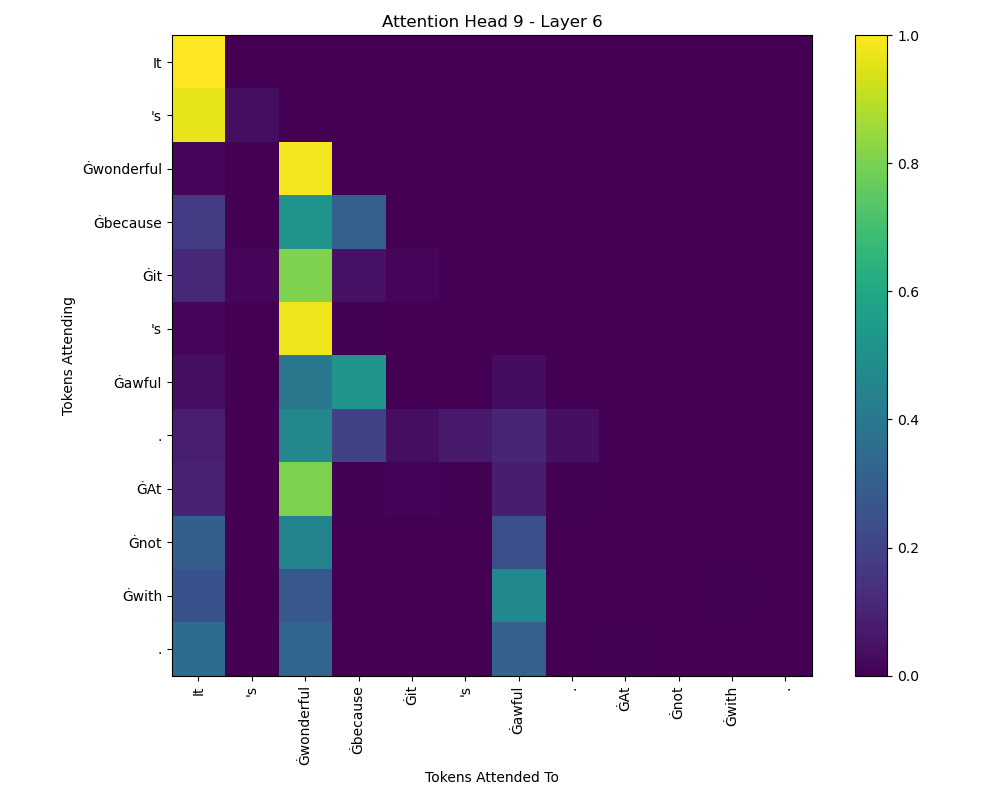 Attention Head 9 - Layer 6
It
's
Ġwonderful
Ġbecause
Ġit
's
Ġawful
.
ĠAt
Ġnot
Ġwith
.
Tokens Attending
It
's
Ġwonderful
Ġbecause
Ġit
's
Ġawful
.
ĠAt
Ġnot
Ġwith
.
Tokens Attended To
1.0
0.8
0.6
0.4
0.2
0.0